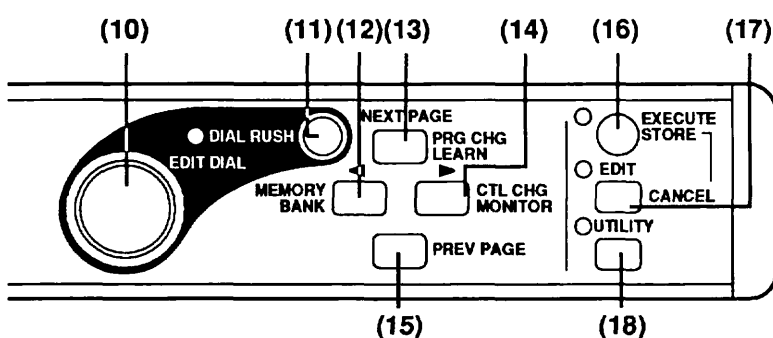 (10) (11) (12) (13) (14) (16) (17)
NEXT PAGE
EXECUTE
STORE
DIAL RUSH
PRG CHG
LEARN
EDIT DIAL
EDIT
MEMORY
BANK
CTL CHG
MONITOR
CANCEL
UTILITY
PREV PAGE
(15) (18)